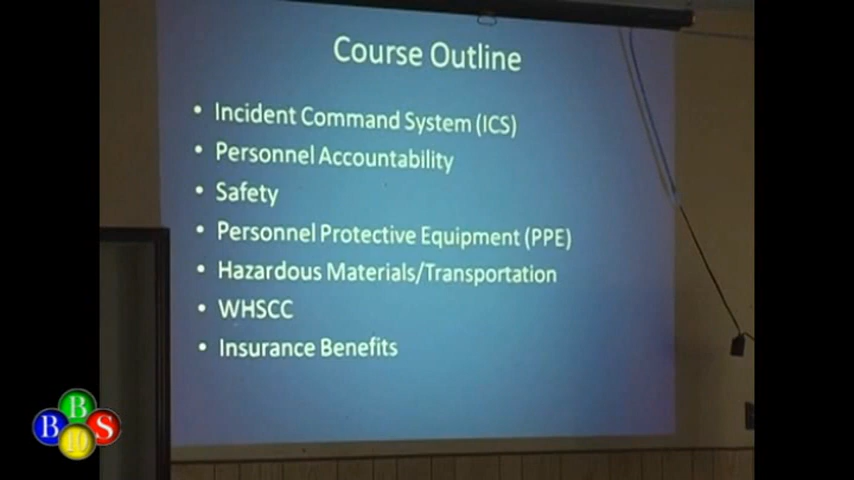 Course Outline
• Incident Command System (ICS)
• Personnel Accountability
• Safety
• Personnel Protective Equipment (PPE)
• Hazardous Materials/Transportation
• WHSCC
• Insurance Benefits
B
B S
10